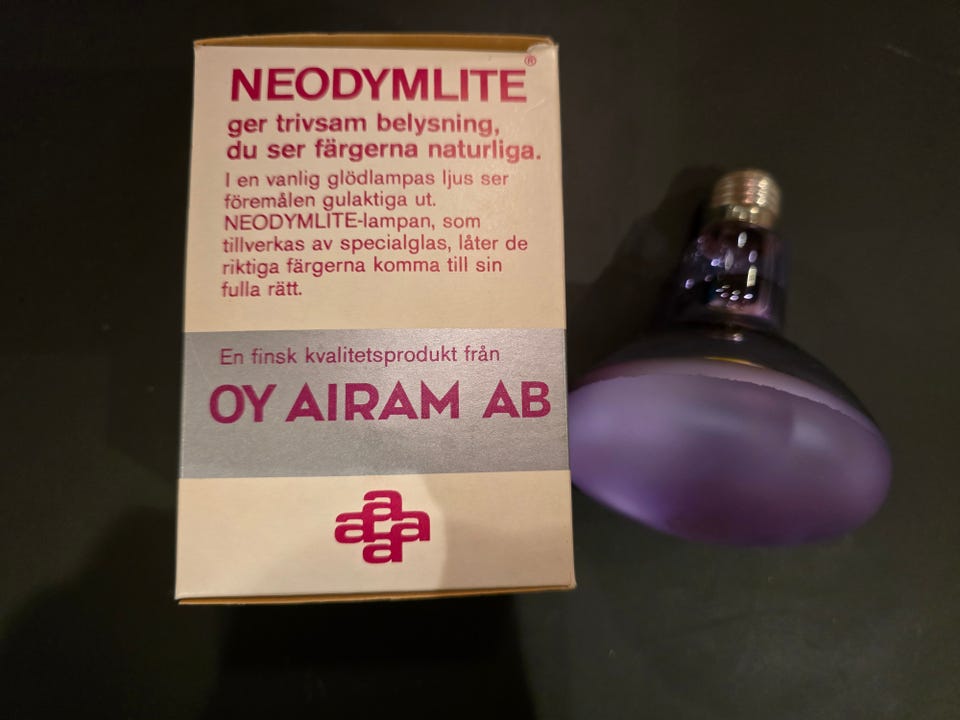 NEODYMLITE®
ger trivsam belysning,
du ser färgerna naturliga.
I en vanlig glödlampas ljus ser
föremålen gulaktiga ut.
NEODYMLITE-lampan, som
tillverkas av specialglas, låter de
riktiga färgerna komma till sin
fulla rätt.
En finsk kvalitetsprodukt från
OY AIRAM AB
a
a a a
a